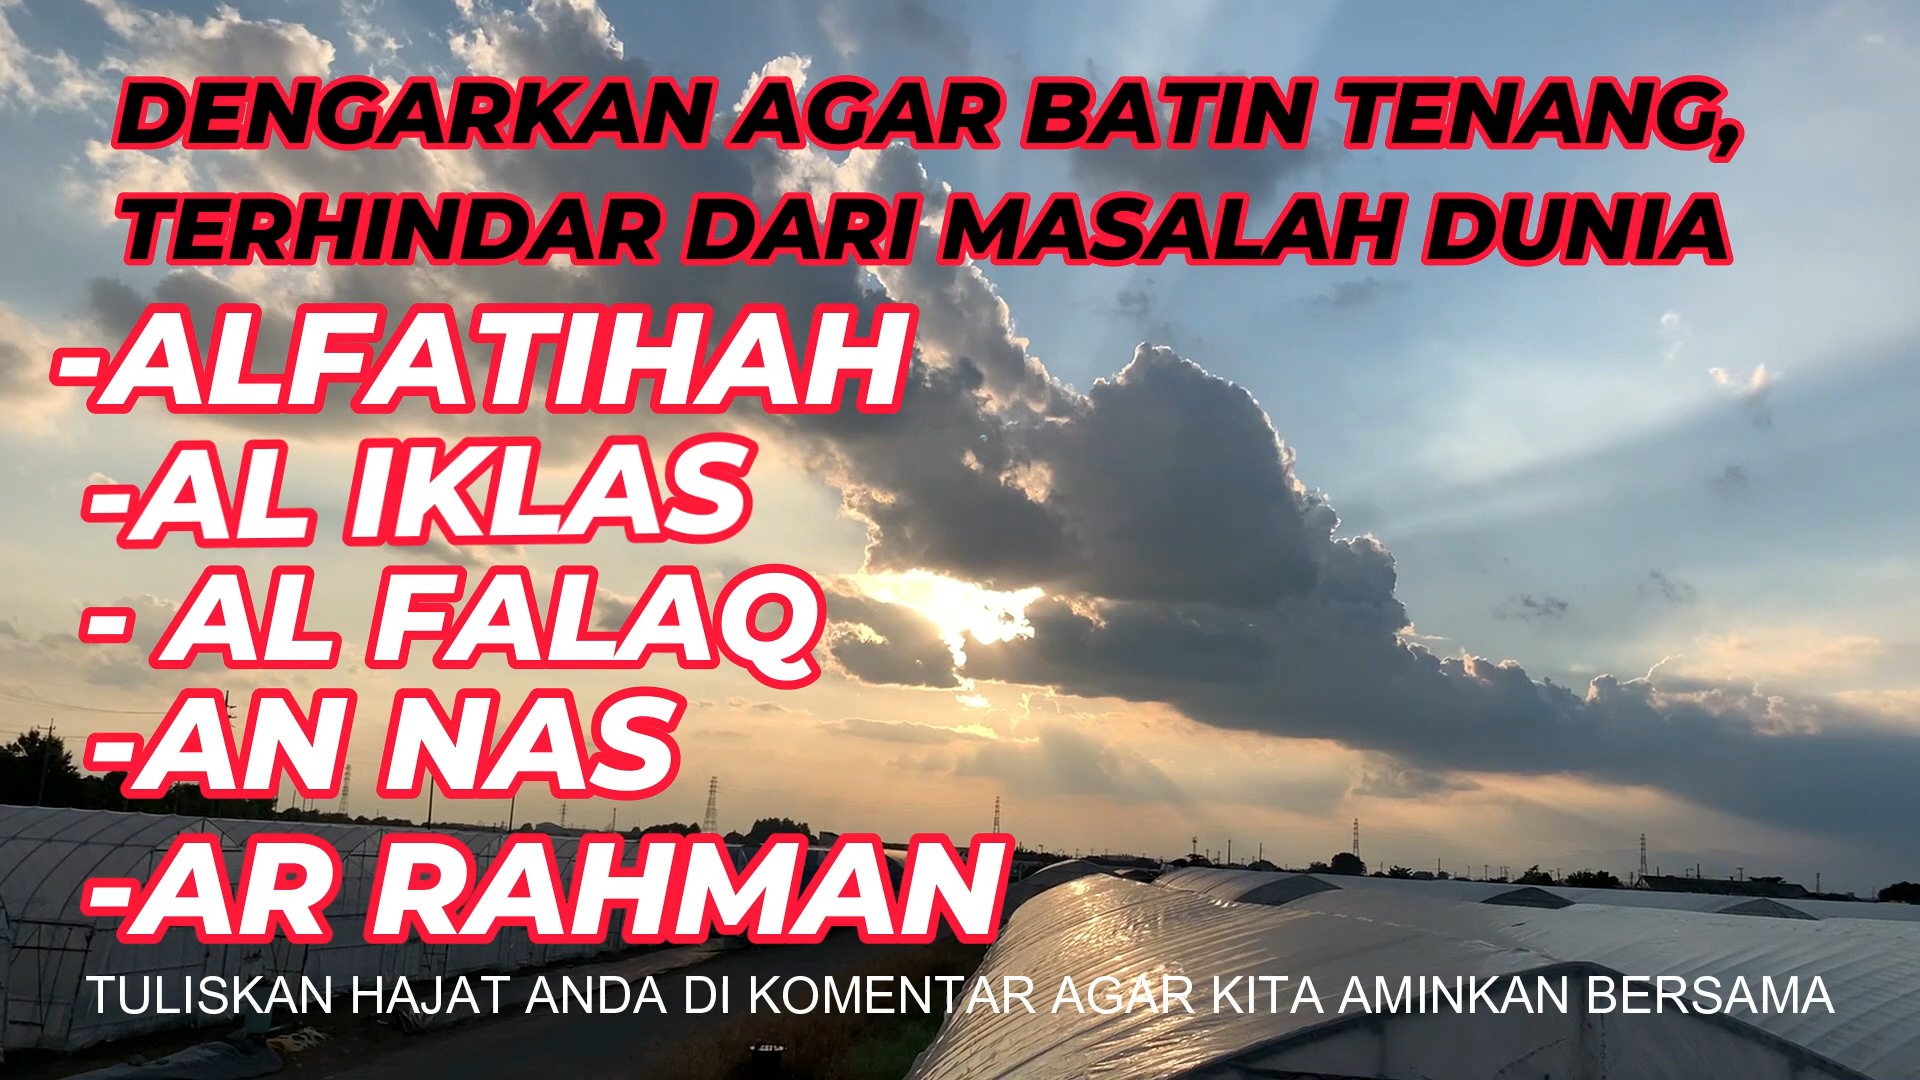 DENGARKAN AGAR BATIN TENANG,
TERHINDAR DARI MASALAH DUNIA
-ALFATIHAH
-AL IKLAS
- AL FALAQ
-AN NAS
-AR RAHMAN
TULISKAN HAJAT ANDA DI KOMENTAR AGAR KITA AMINKAN BERSAMA